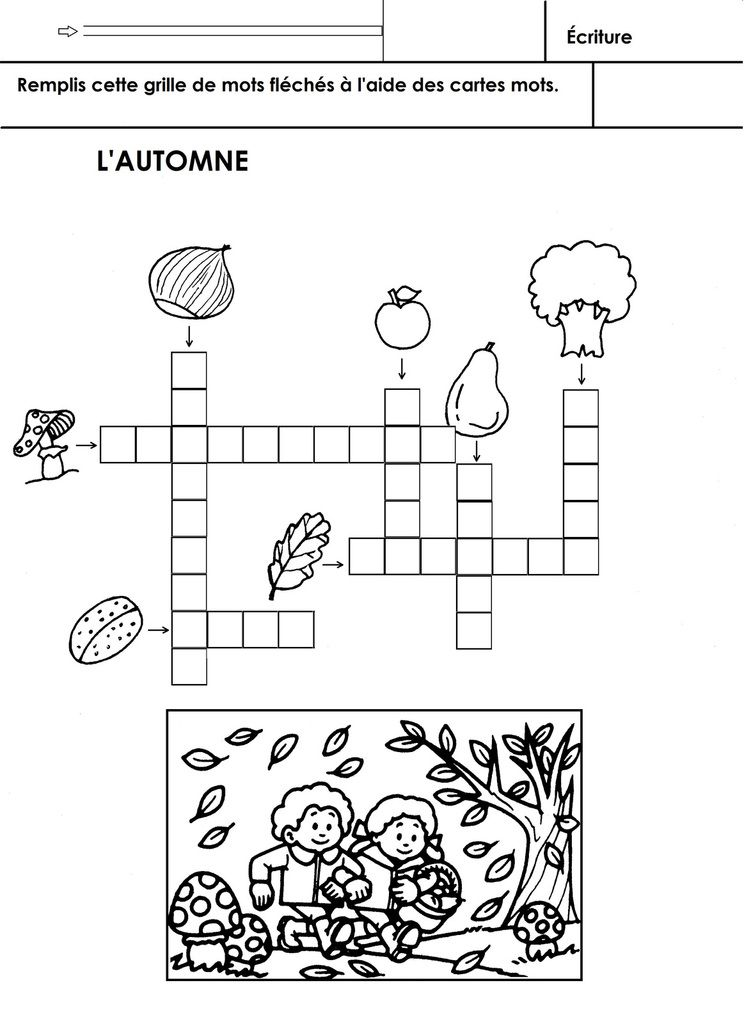 Écriture
Remplis cette grille de mots fléchés à l'aide des cartes mots.
L'AUTOMNE